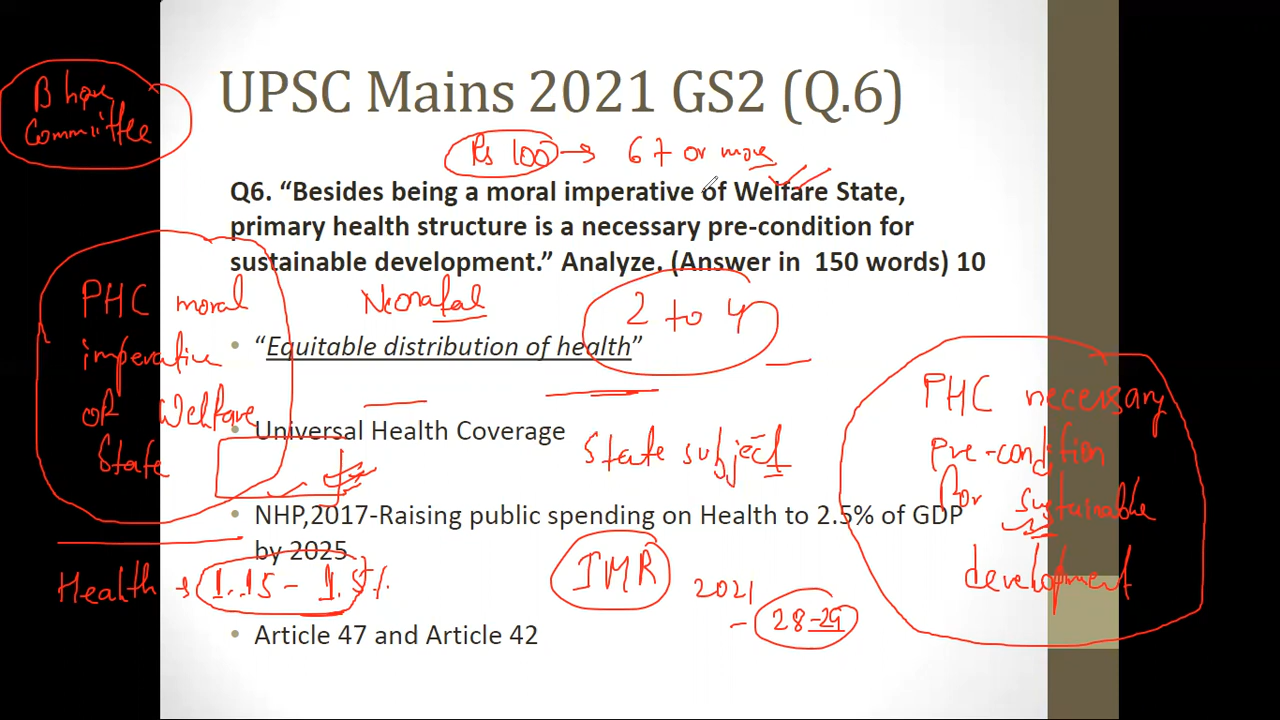 UPSC Mains 2021 GS2 (Q.6)
Bhore
Committee
Rs 100 → 67 or more
Q6. “Besides being a moral imperative of Welfare State,
primary health structure is a necessary pre-condition for
sustainable development.” Analyze. (Answer in 150 words) 10
PHC moral
imperative
of Welfare
State
Neonatal
2 to 4
• “Equitable distribution of health”
• Universal Health Coverage
State subject
PHC necessary
pre-condition
for sustainable
development
• NHP,2017-Raising public spending on Health to 2.5% of GDP
by 2025
Health → 1.15 - 1.5%
IMR
2021
- 28-29
• Article 47 and Article 42